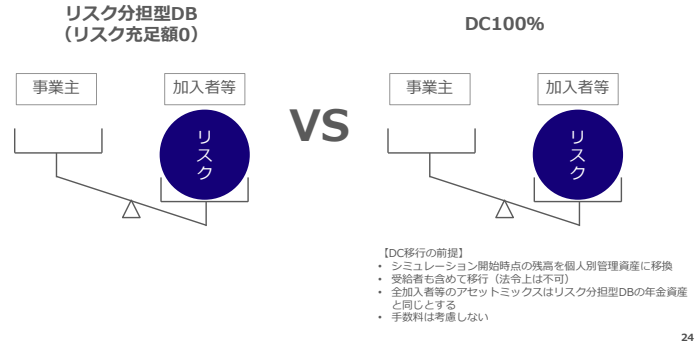 リスク分担型DB
（リスク充足額0）
事業主
加入者等
リスク
VS
DC100%
事業主
加入者等
リスク
【DC移行の前提】
• シミュレーション開始時点の残高を個人別管理資産に移換
• 受給者も含めて移行（法令上は不可）
• 全加入者等のアセットミックスはリスク分担型DBの年金資産
と同じとする
• 手数料は考慮しない
24